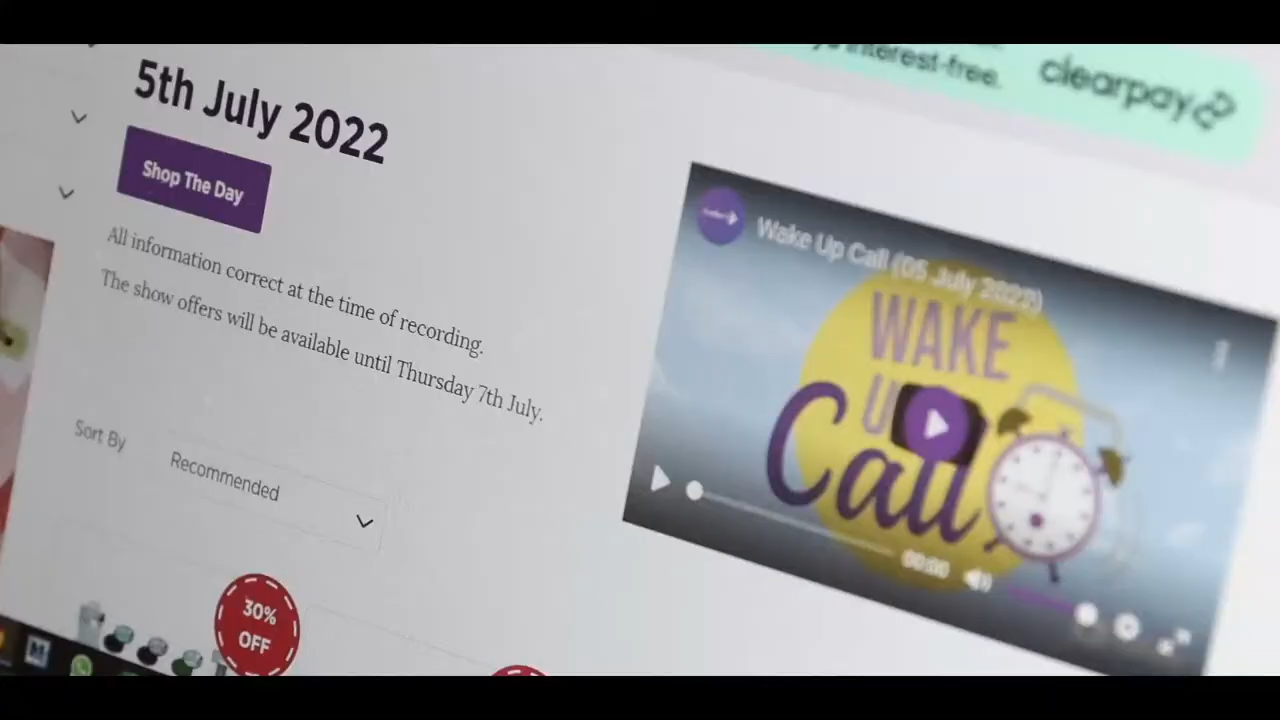 interest-free.
clearpay
5th July 2022
Shop The Day
All information correct at the time of recording.
The show offers will be available until Thursday 7th July.
Sort By
Recommended
30%
OFF
Wake Up Call (05 July 2022)
WAKE
UP
Call
00:00